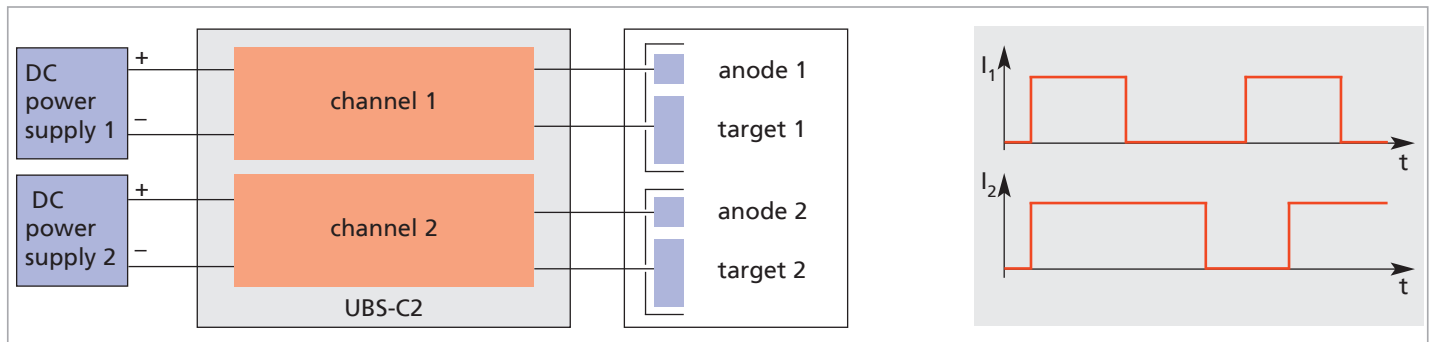 DC
power
supply 1
+
–
channel 1
anode 1
target 1
DC
power
supply 2
+
–
channel 2
anode 2
target 2
UBS-C2
I1
t
I2
t